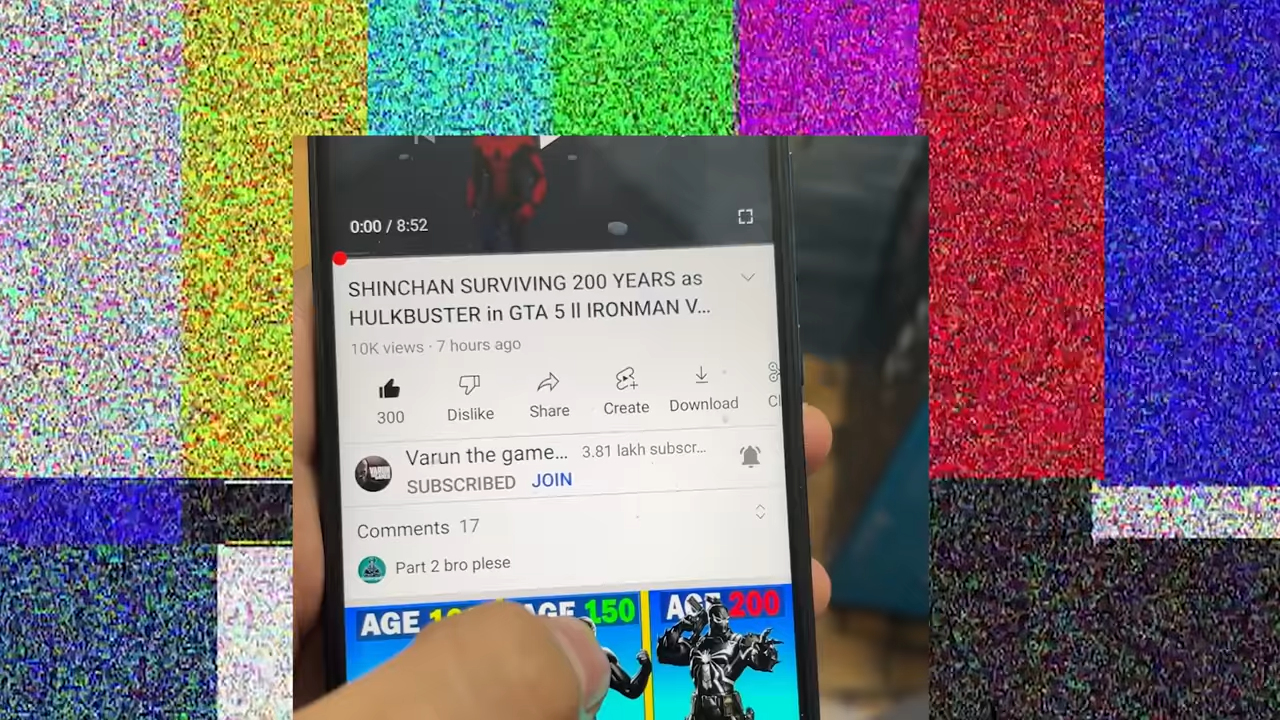 0:00 / 8:52
SHINCHAN SURVIVING 200 YEARS as
HULKBUSTER in GTA 5 ll IRONMAN V...
10K views · 7 hours ago
300
Dislike
Share
Create
Download
Cl
Varun the game... 3.81 lakh subscr...
SUBSCRIBED JOIN
Comments 17
Part 2 bro plese
AGE
AGE 150
AGE 200